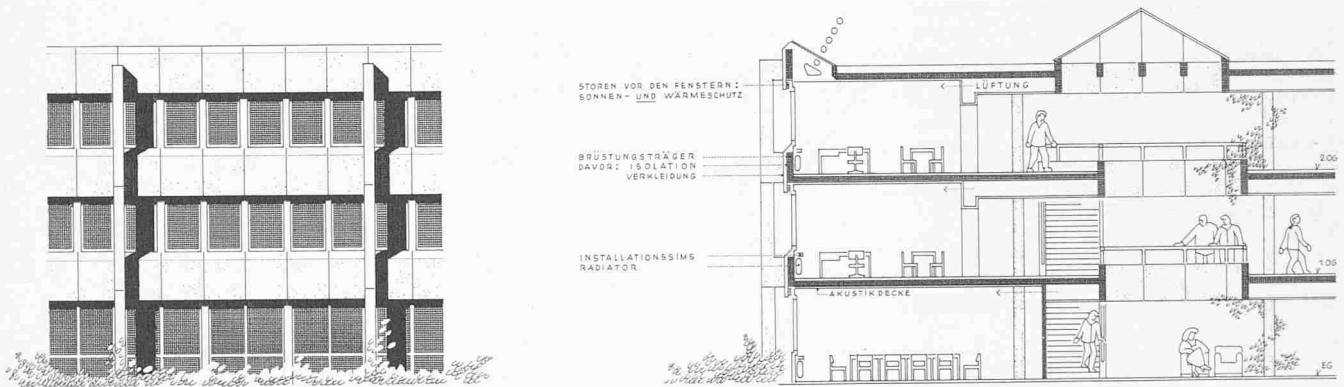 STOREN VOR DEN FENSTERN:
SONNEN- UND WÄRMESCHUTZ
LÜFTUNG
BRÜSTUNGSTRÄGER
DAVOR: ISOLATION
VERKLEIDUNG
2.OG
INSTALLATIONSSIMS
RADIATOR
1.OG
AKUSTIKDECKE
EG